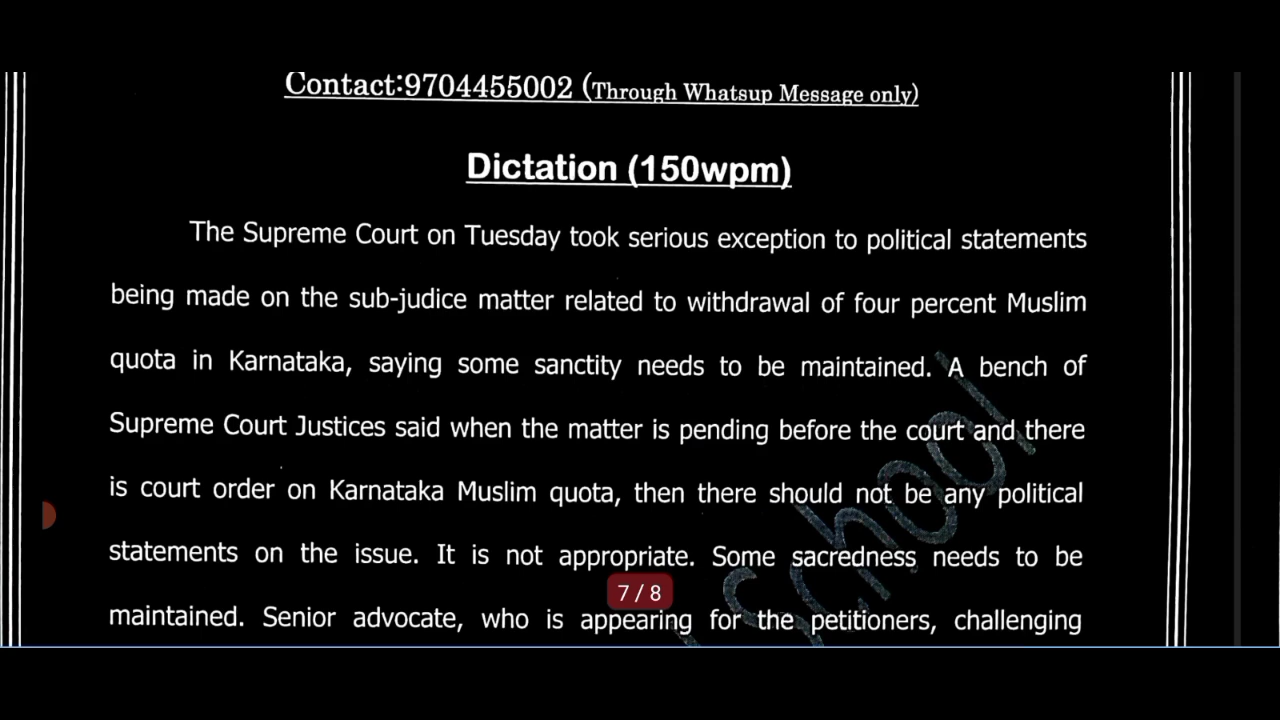 Contact:9704455002 (Through Whatsup Message only)
Dictation (150wpm)
The Supreme Court on Tuesday took serious exception to political statements
being made on the sub-judice matter related to withdrawal of four percent Muslim
quota in Karnataka, saying some sanctity needs to be maintained. A bench of
Supreme Court Justices said when the matter is pending before the court and there
is court order on Karnataka Muslim quota, then there should not be any political
statements on the issue. It is not appropriate. Some sacredness needs to be
7 / 8
maintained. Senior advocate, who is appearing for the petitioners, challenging
School